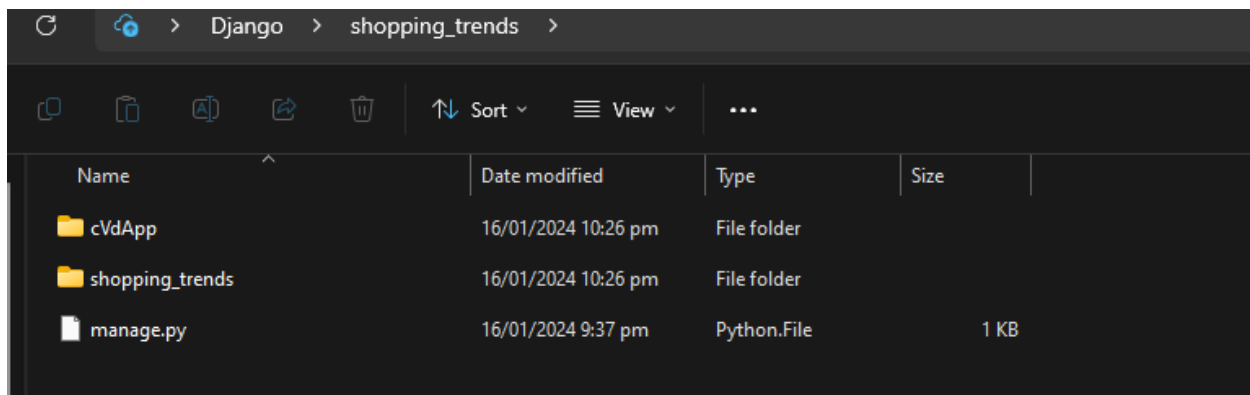 Django > shopping_trends >
Sort View
Name Date modified Type Size
cVdApp 16/01/2024 10:26 pm File folder
shopping_trends 16/01/2024 10:26 pm File folder
manage.py 16/01/2024 9:37 pm Python.File 1 KB